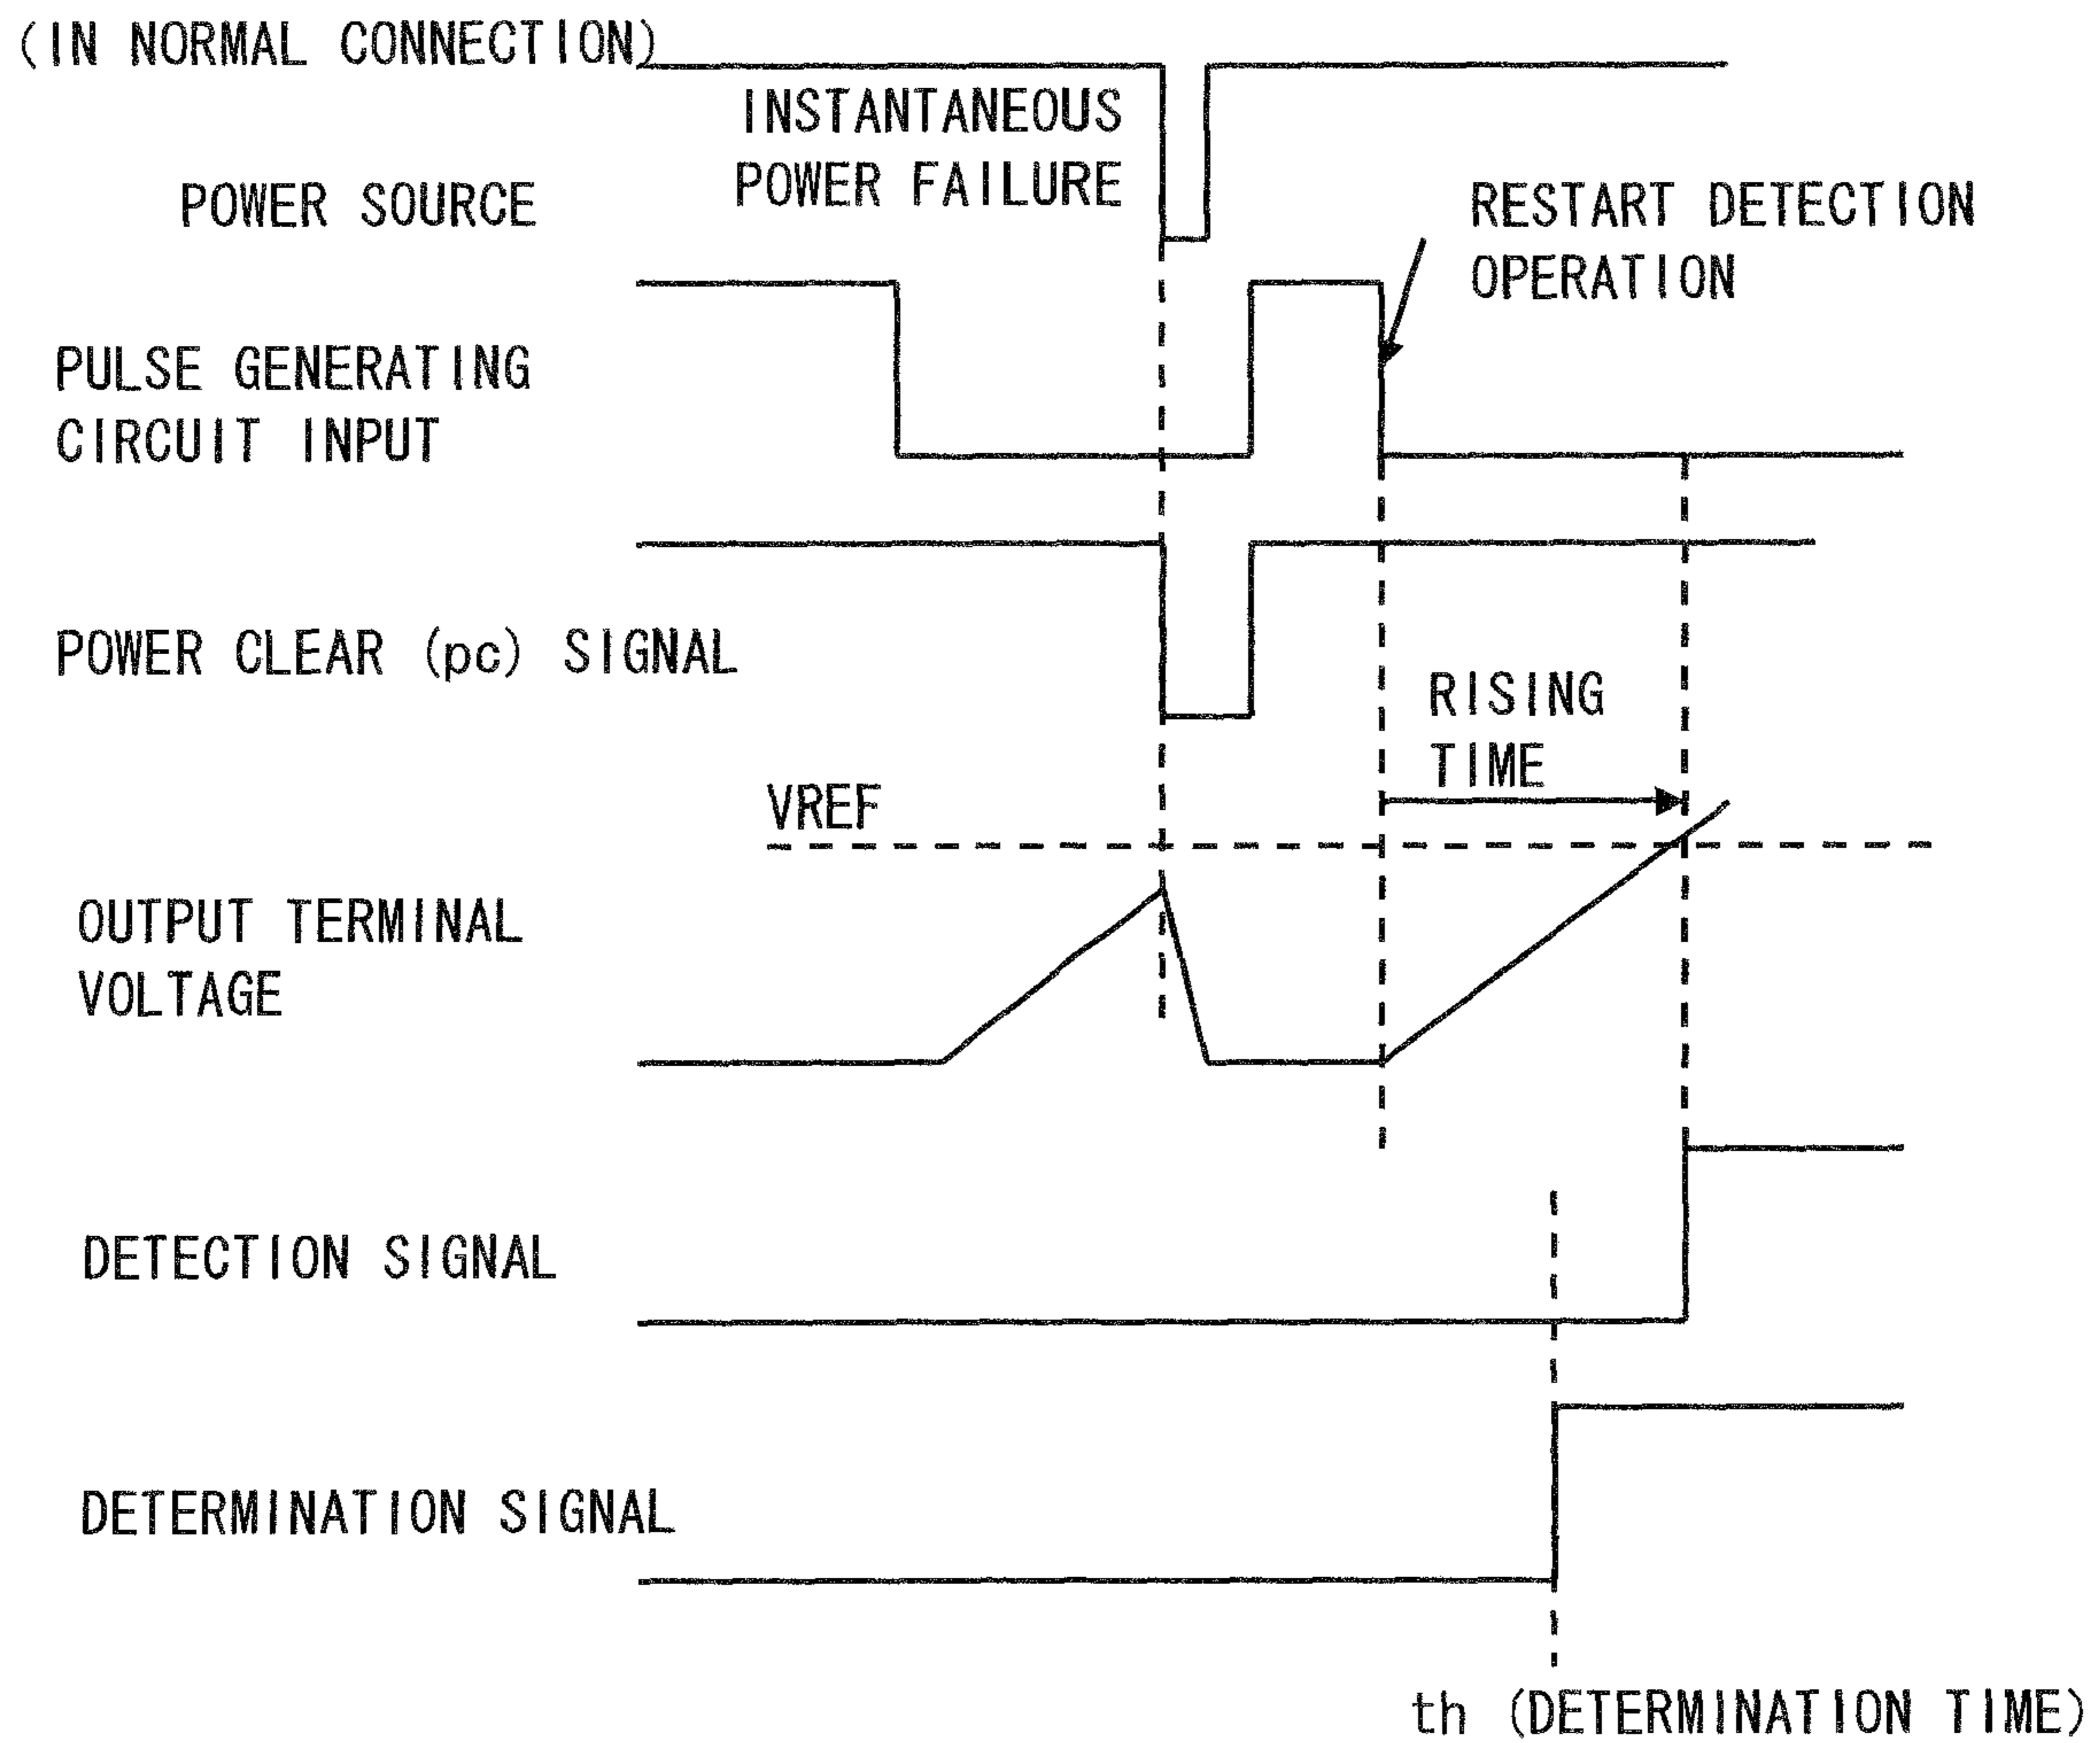 (IN NORMAL CONNECTION)
INSTANTANEOUS
POWER FAILURE
POWER SOURCE
RESTART DETECTION
OPERATION
PULSE GENERATING
CIRCUIT INPUT
POWER CLEAR (pc) SIGNAL
RISING
TIME
VREF
OUTPUT TERMINAL
VOLTAGE
DETECTION SIGNAL
DETERMINATION SIGNAL
th (DETERMINATION TIME)